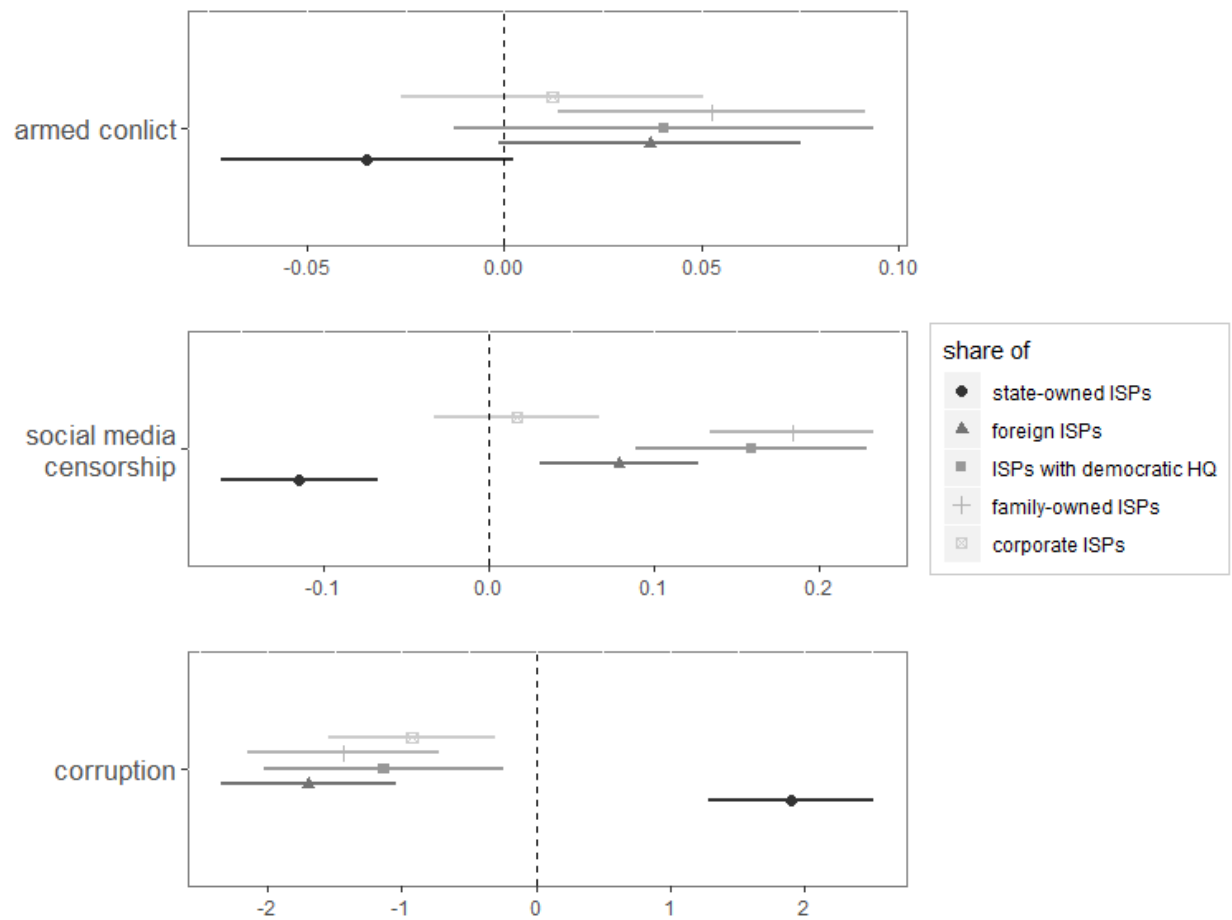 armed conlict
-0.05 0.00 0.05 0.10
social media
censorship
-0.1 0.0 0.1 0.2
share of
state-owned ISPs
foreign ISPs
ISPs with democratic HQ
family-owned ISPs
corporate ISPs
corruption
-2 -1 0 1 2